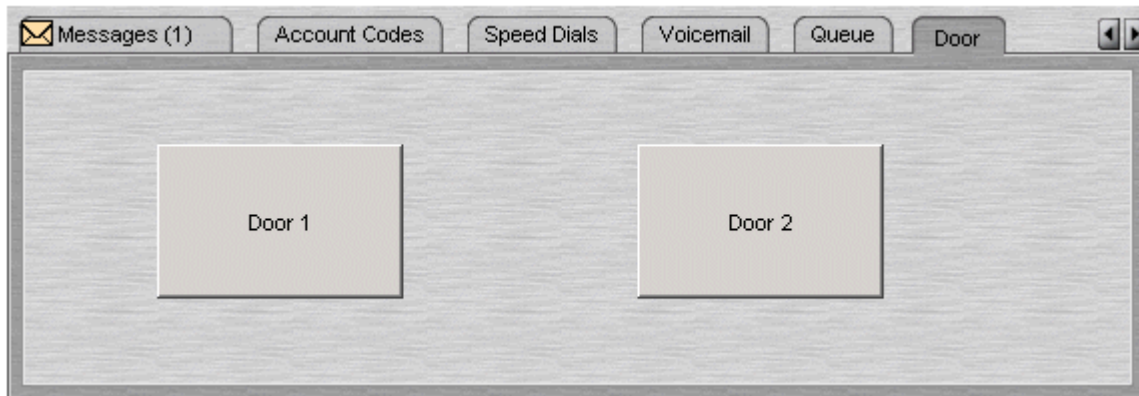 Messages (1) Account Codes Speed Dials Voicemail Queue Door
Door 1 Door 2